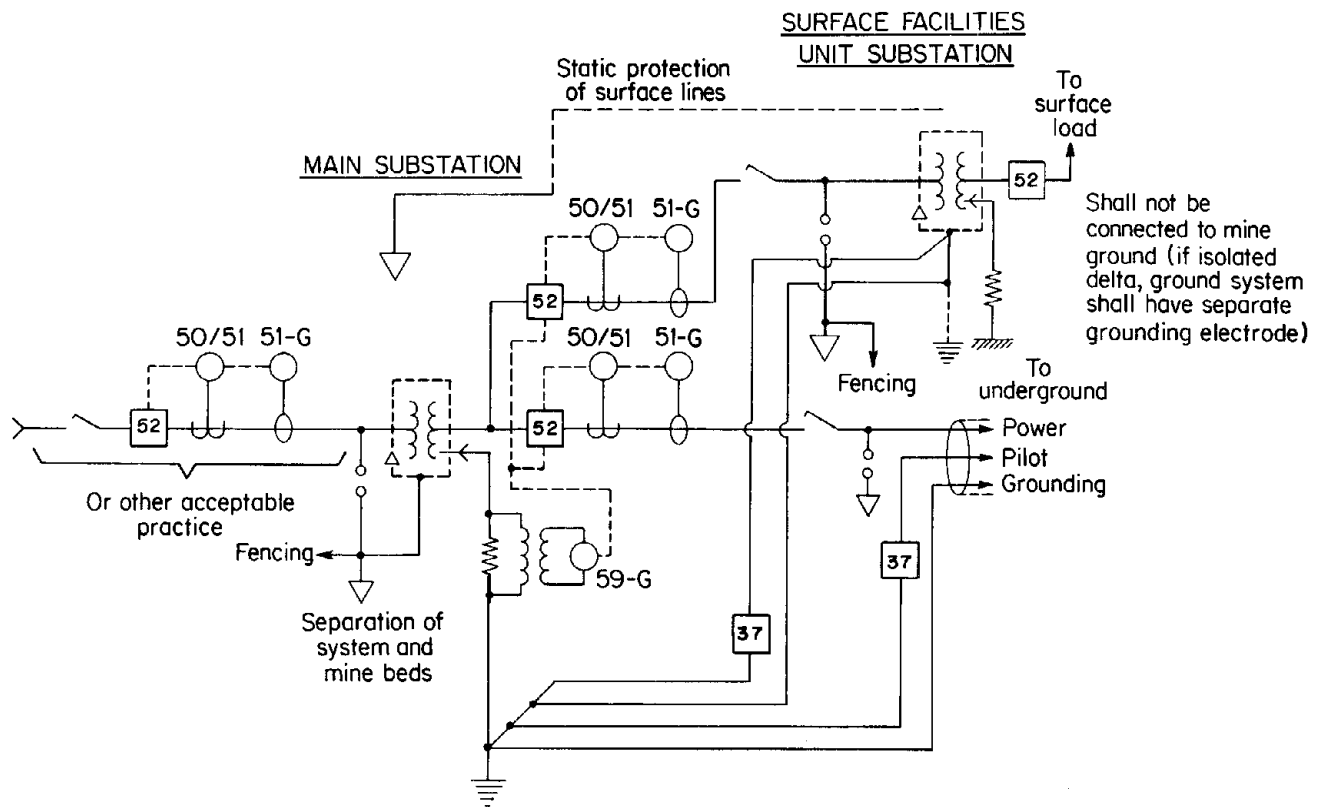 SURFACE FACILITIES
UNIT SUBSTATION
Static protection
of surface lines
To
surface
load
MAIN SUBSTATION
52
50/51 51-G
Shall not be
connected to mine
ground (if isolated
delta, ground system
shall have separate
grounding electrode)
52
50/51 51-G
50/51 51-G
Fencing
To
underground
52
52
Power
Pilot
Grounding
Or other acceptable
practice
Fencing
59-G
37
Separation of
system and
mine beds
37